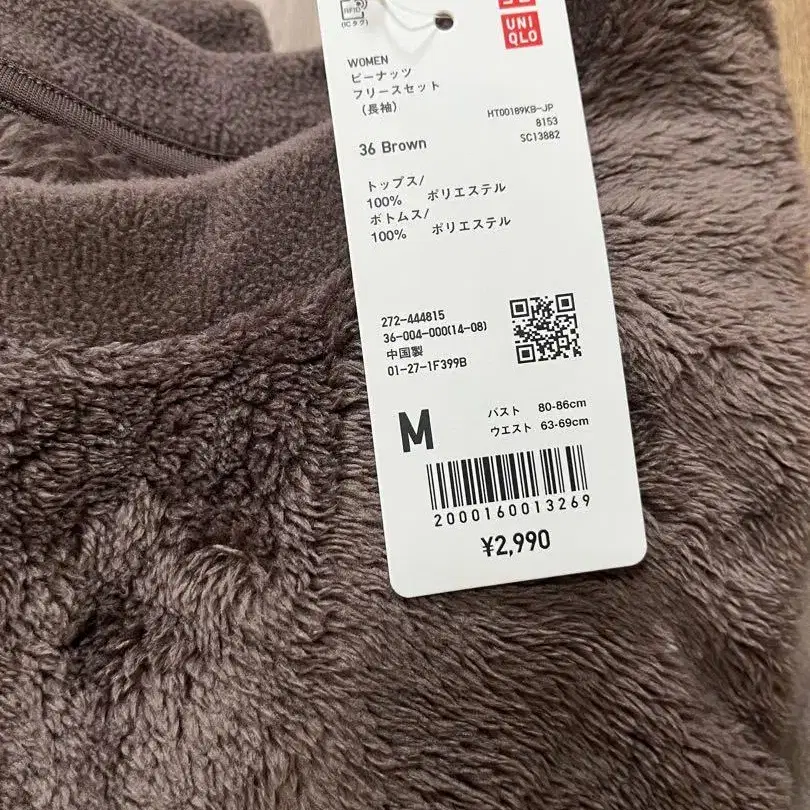 RFID
(ICタグ)
UNI
QLO
WOMEN
ピーナッツ
フリースセット
(長袖)
HT00189KB-JP
8153
SC13882
36 Brown
トップス/
100% ポリエステル
ボトムス/
100% ポリエステル
272-444815
36-004-000(14-08)
中国製
01-27-1F399B
M
バスト 80-86cm
ウエスト 63-69cm
2000160013269
¥2,990